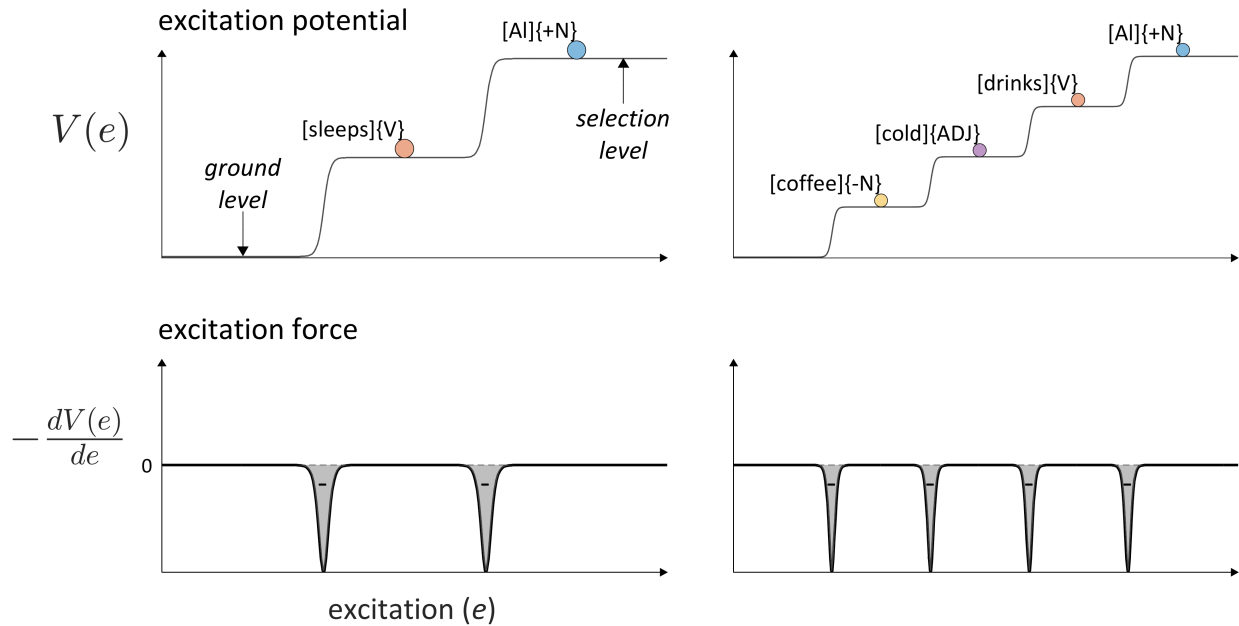 excitation potential
V(e)
[Al]{+N}
[sleeps]{V}
selection
level
ground
level
[Al]{+N}
[drinks]{V}
[cold]{ADJ}
[coffee]{-N}
excitation force
− dV(e)
de
0
-
-
-
-
-
-
excitation (e)